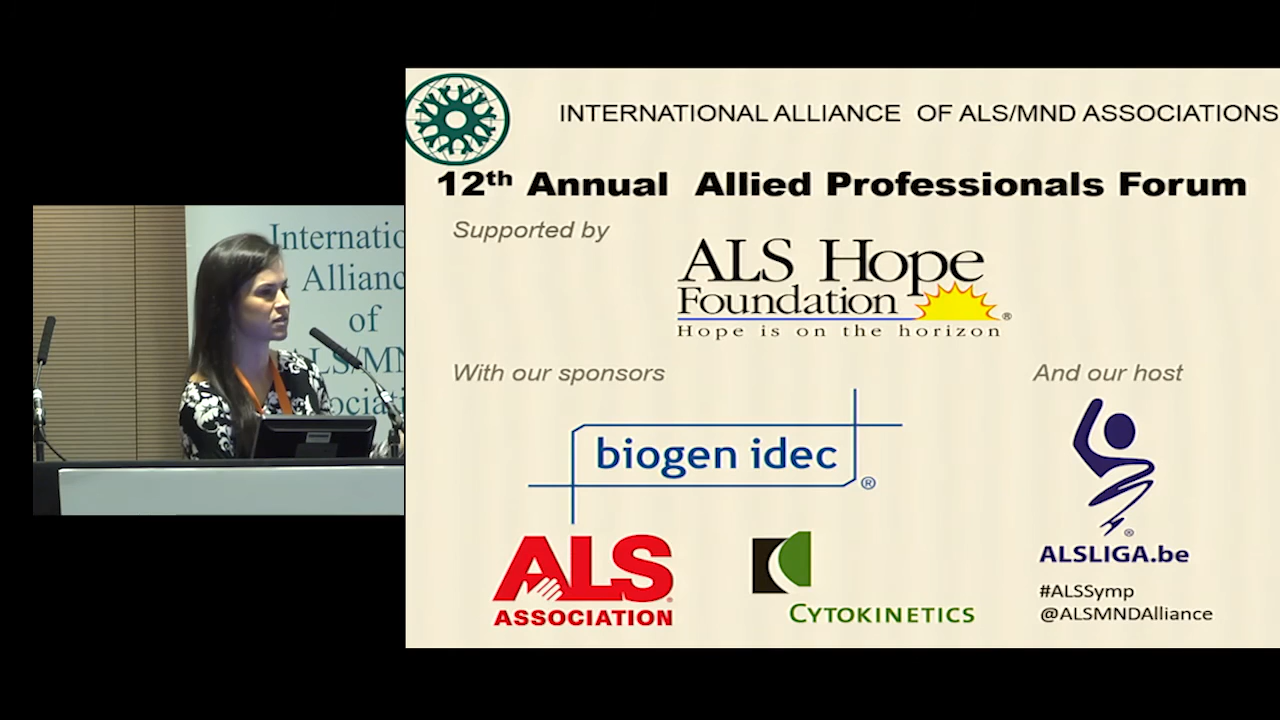 INTERNATIONAL ALLIANCE OF ALS/MND ASSOCIATIONS
12th Annual Allied Professionals Forum
Supported by
ALS Hope
Foundation
®
Hope is on the horizon
With our sponsors
And our host
biogen idec
®
ALS
®
ASSOCIATION
CYTOKINETICS
®
ALSLIGA.be
#ALSSymp
@ALSMNDAlliance
Internatio
Allianc
of
ALS/MN
ociati